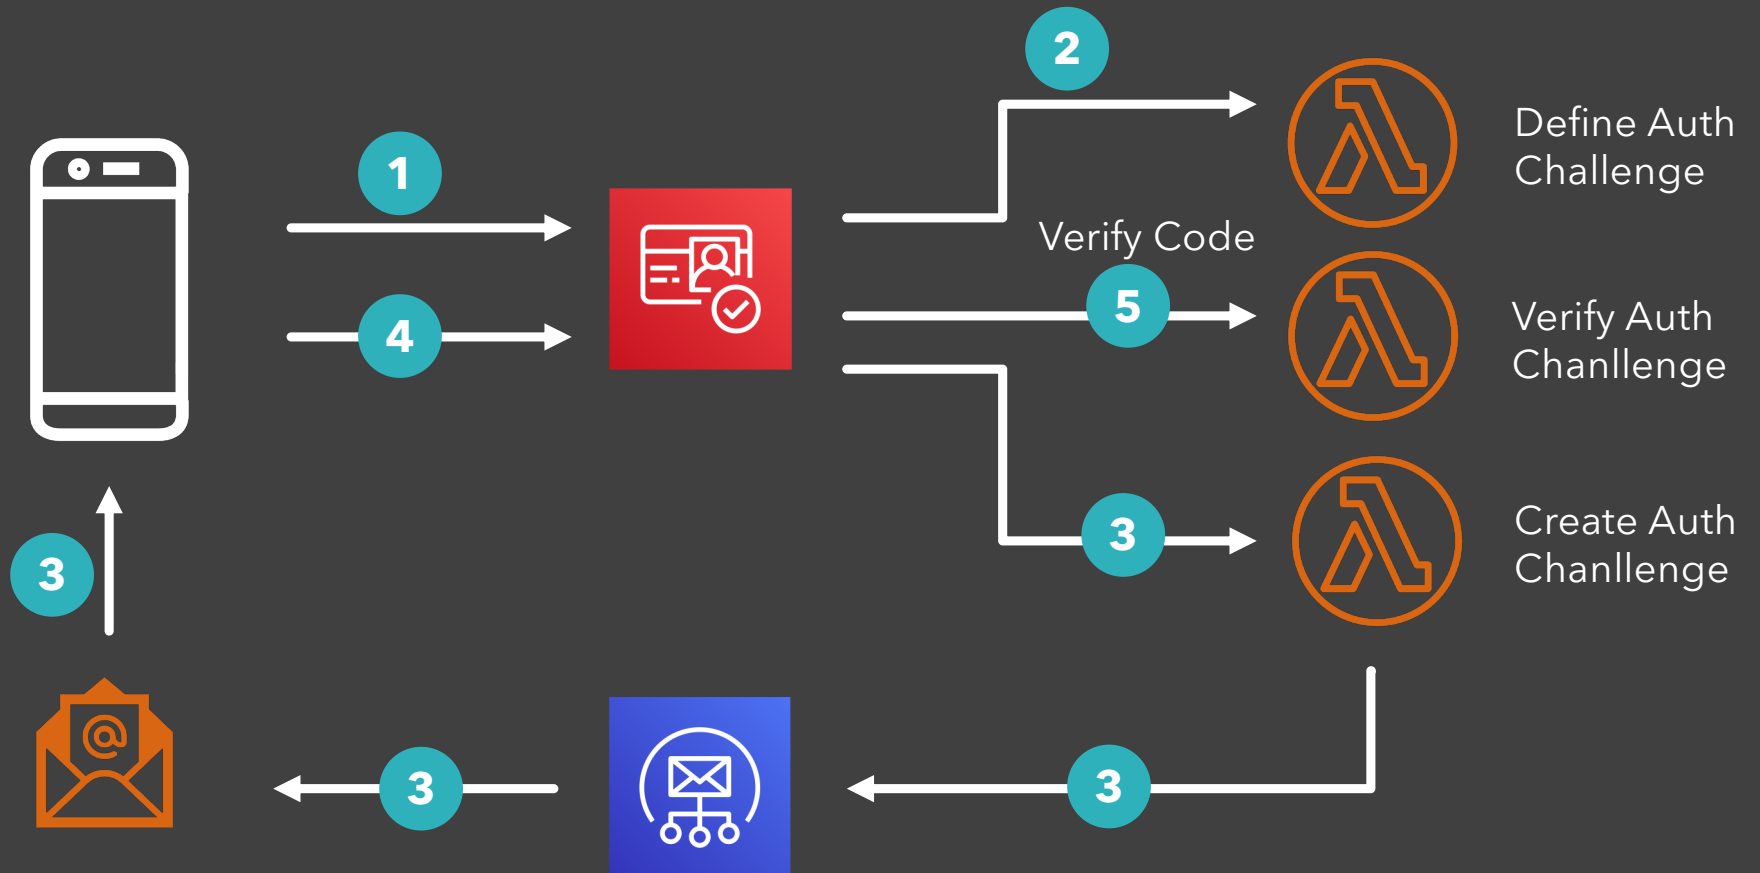 2
Define Auth
Challenge
1
Verify Code
5
Verify Auth
Chanllenge
4
3
Create Auth
Chanllenge
3
3
3